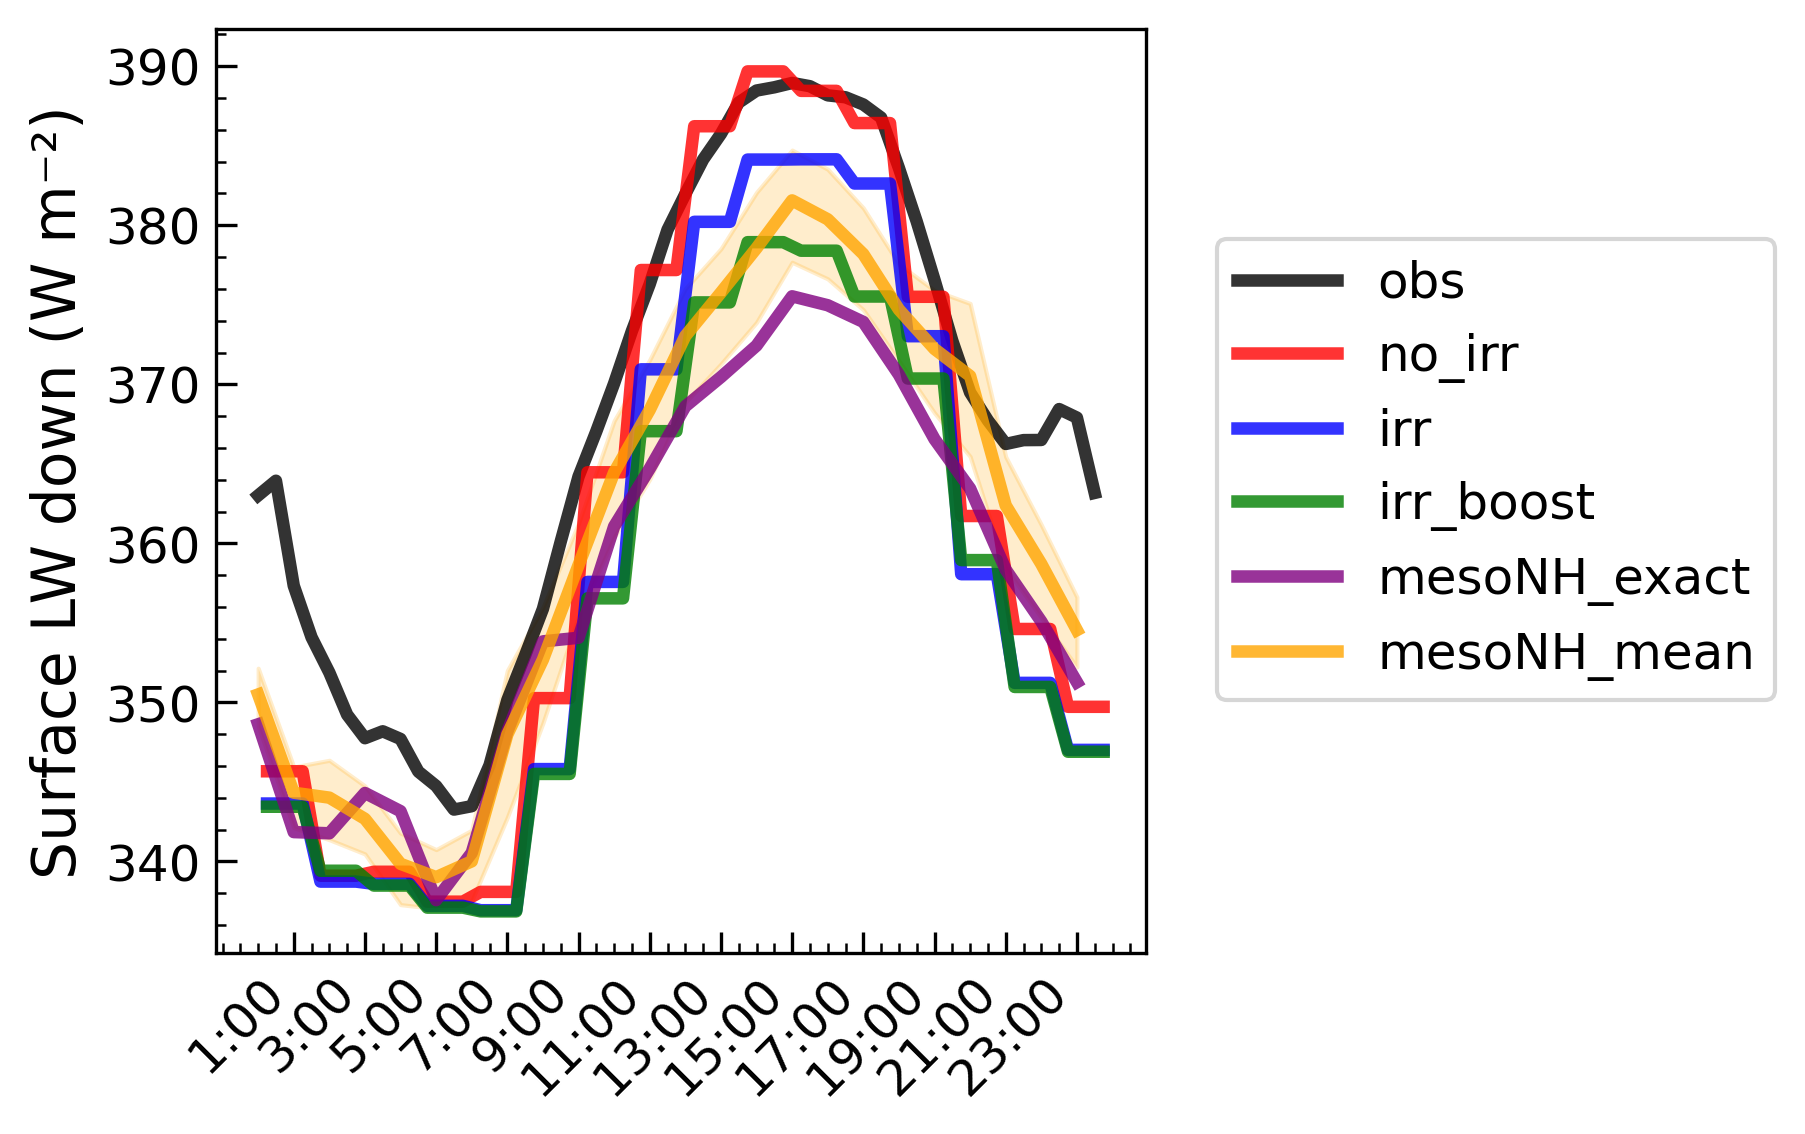 Surface LW down (W m⁻²)
390
380
370
360
350
340
1:00
3:00
5:00
7:00
9:00
11:00
13:00
15:00
17:00
19:00
21:00
23:00
obs
no_irr
irr
irr_boost
mesoNH_exact
mesoNH_mean